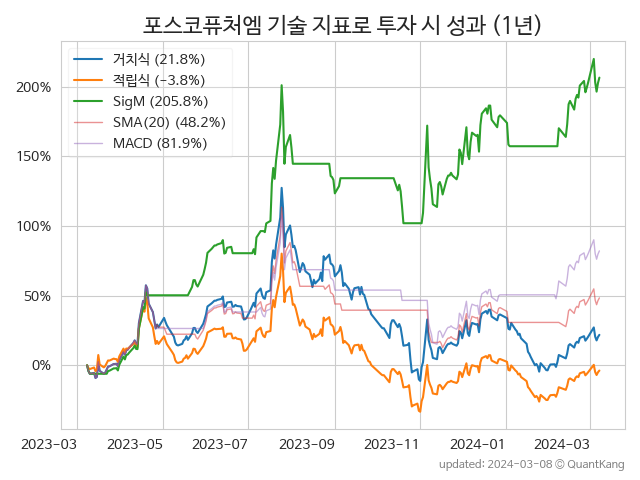 포스코퓨처엠 기술 지표로 투자 시 성과 (1년)
거치식 (21.8%)
적립식 (−3.8%)
SigM (205.8%)
SMA(20) (48.2%)
MACD (81.9%)
200%
150%
100%
50%
0%
2023-03 2023-05 2023-07 2023-09 2023-11 2024-01 2024-03
updated: 2024-03-08 © QuantKang